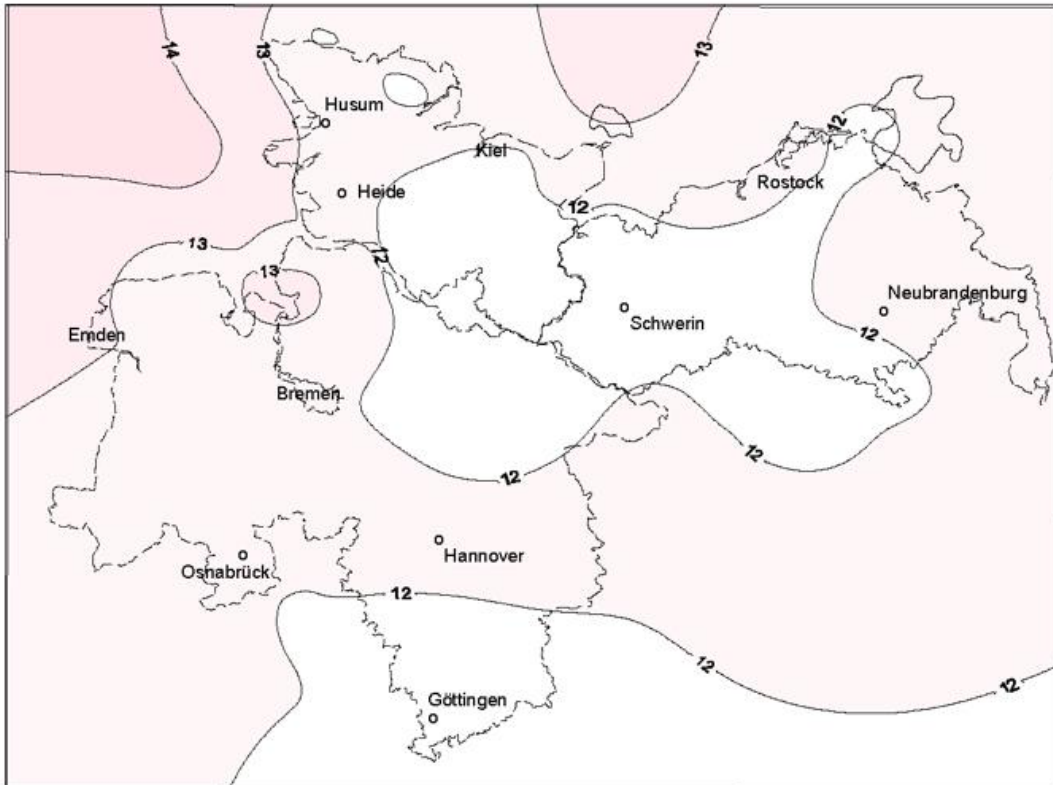 14
13
13
Husum
Kiel
12
Rostock
Heide
12
13
12
13
Neubrandenburg
Schwerin
Emden
12
Bremen
12
12
Hannover
Osnabrück
12
12
12
Göttingen